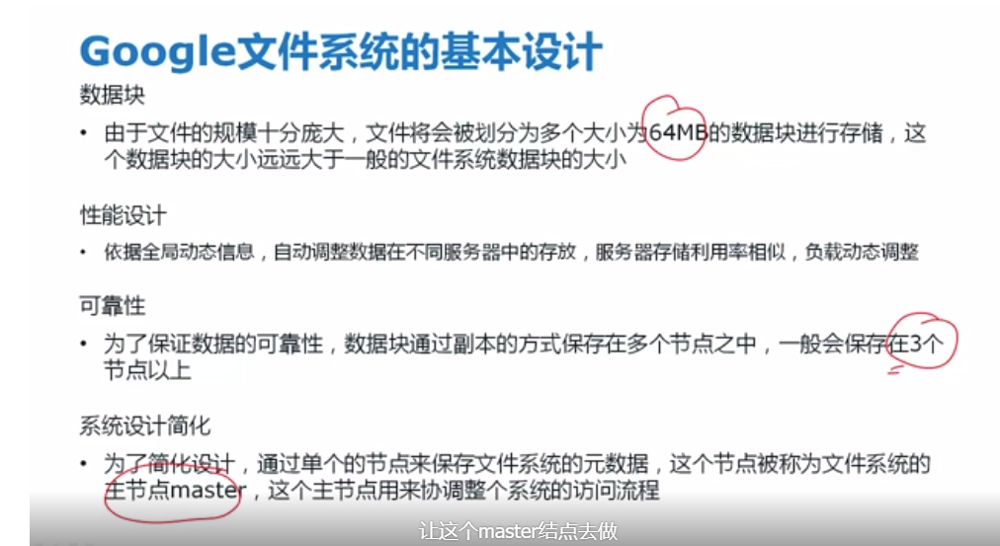 Google文件系统的基本设计
数据块
• 由于文件的规模十分庞大，文件将会被划分为多个大小为64MB的数据块进行存储，这
个数据块的大小远远大于一般的文件系统数据块的大小
性能设计
• 依据全局动态信息，自动调整数据在不同服务器中的存放，服务器存储利用率相似，负载动态调整
可靠性
• 为了保证数据的可靠性，数据块通过副本的方式保存在多个节点之中，一般会保存在3个
节点以上
系统设计简化
• 为了简化设计，通过单个的节点来保存文件系统的元数据，这个节点被称为文件系统的
主节点master，这个主节点用来协调整个系统的访问流程
让这个master结点去做